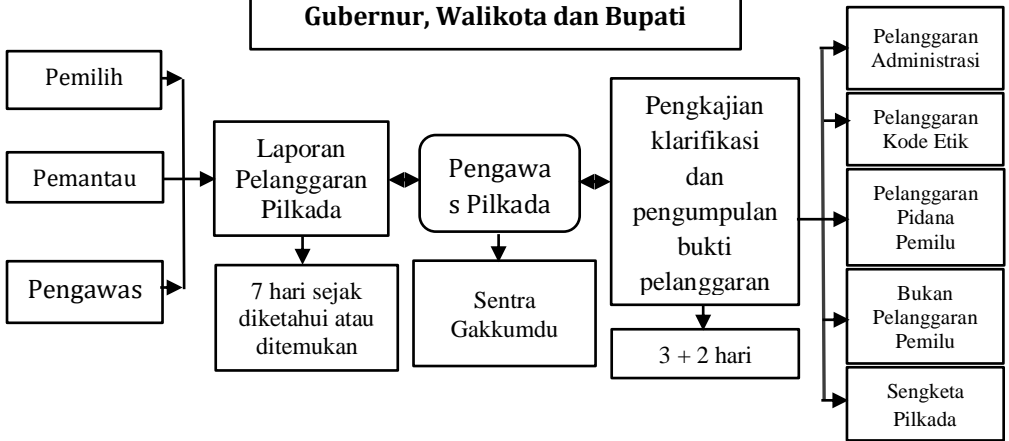 Gubernur, Walikota dan Bupati
Pemilih
Pemantau
Pengawas
Laporan
Pelanggaran
Pilkada
7 hari sejak
diketahui atau
ditemukan
Pengawa
s Pilkada
Sentra
Gakkumdu
Pengkajian
klarifikasi
dan
pengumpulan
bukti
pelanggaran
3 + 2 hari
Pelanggaran
Administrasi
Pelanggaran
Kode Etik
Pelanggaran
Pidana
Pemilu
Bukan
Pelanggaran
Pemilu
Sengketa
Pilkada